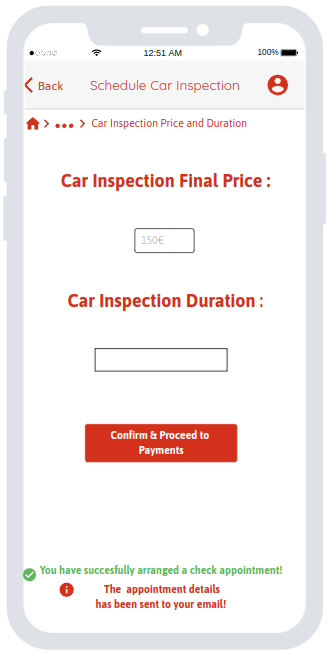 12:51 AM
100%
Back
Schedule Car Inspection
Car Inspection Price and Duration
Car Inspection Final Price :
150€
Car Inspection Duration :
Confirm & Proceed to
Payments
You have succesfully arranged a check appointment!
The appointment details
has been sent to your email!